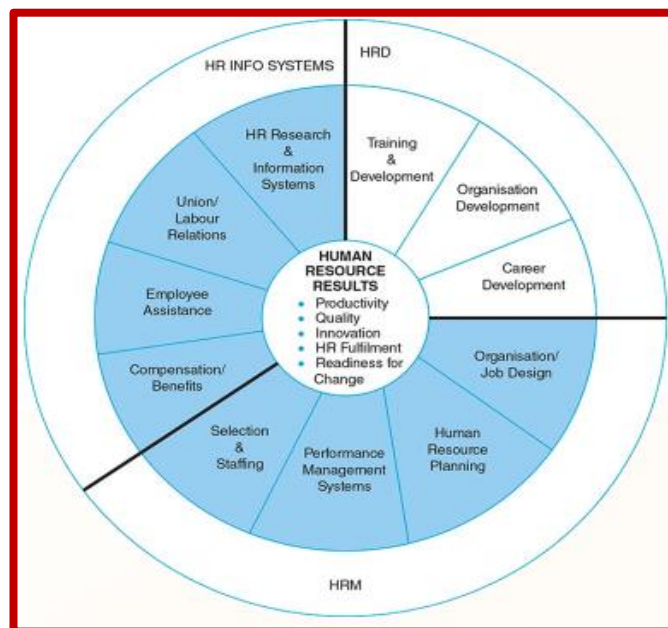 HR INFO SYSTEMS
HRD
HR Research
&
Information
Systems
Training
&
Development
Organisation
Development
Career
Development
Organisation/
Job Design
Human
Resource
Planning
Performance
Management
Systems
Selection
&
Staffing
Compensation/
Benefits
Employee
Assistance
Union/
Labour
Relations
HUMAN
RESOURCE
RESULTS
• Productivity
• Quality
• Innovation
• HR Fulfilment
• Readiness for
Change
HRM